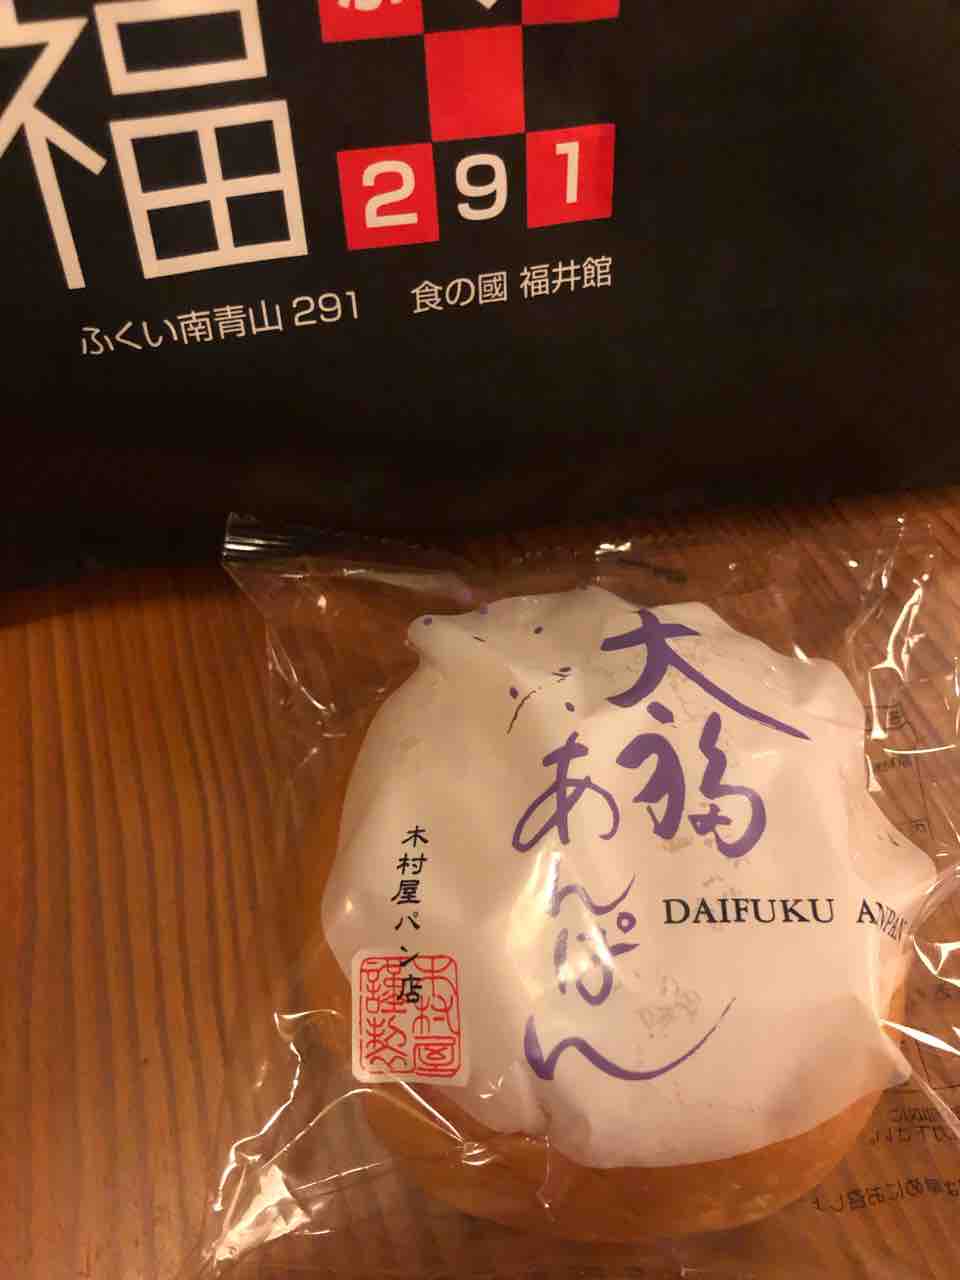 福
291
ふくい南青山 291 食の國 福井館
大福
あんぱん
DAIFUKU ANPAN
木村屋パン店